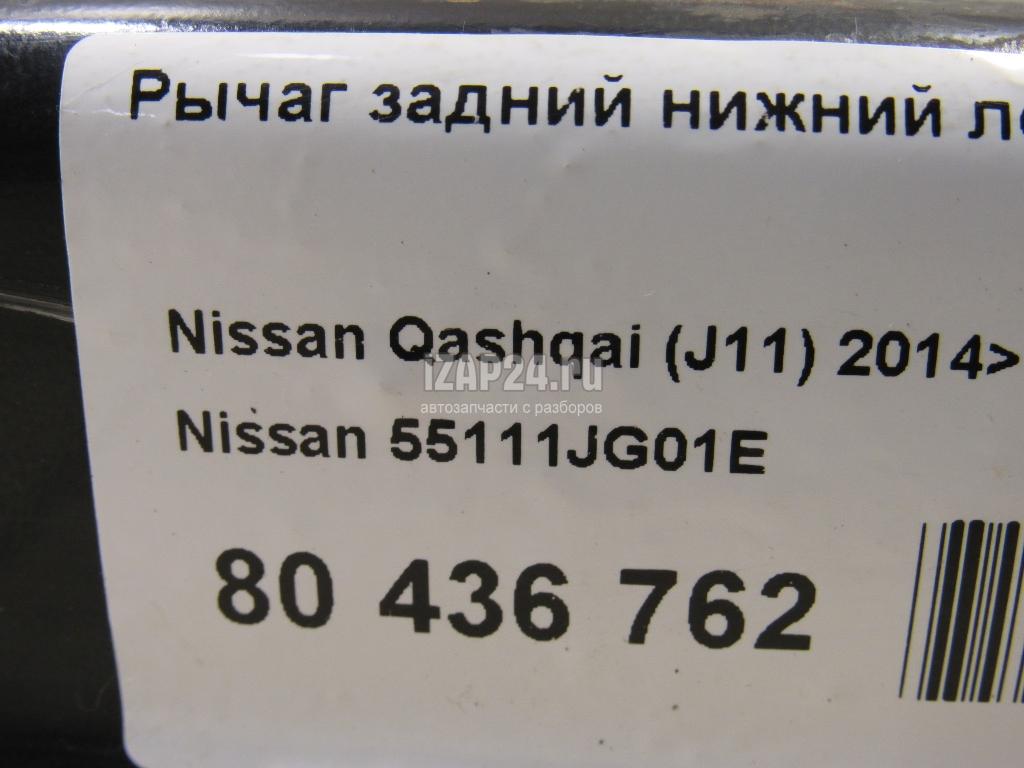 Рычаг задний нижний
Nissan Qashqai (J11) 2014>
iZAP24.ru
автозапчасти с разборов
Nissan 55111JG01E
80 436 762